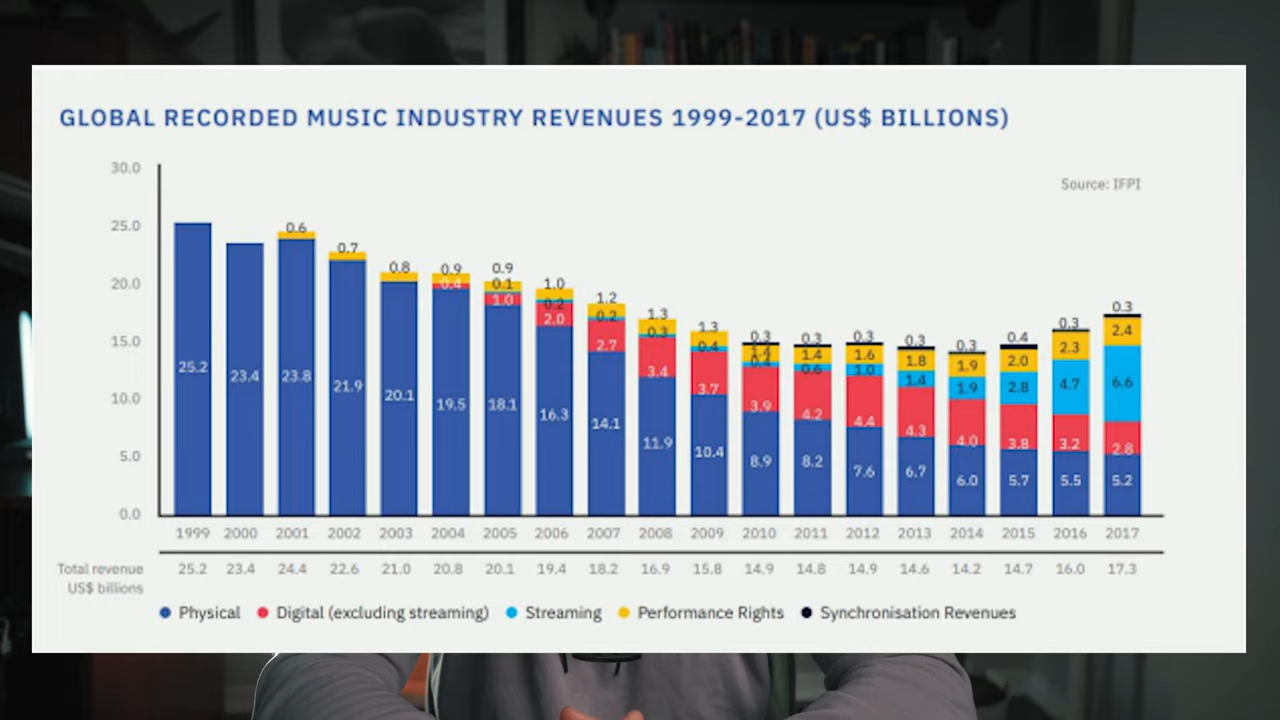 GLOBAL RECORDED MUSIC INDUSTRY REVENUES 1999-2017 (US$ BILLIONS)
Source: IFPI
30.0
25.0
20.0
15.0
10.0
5.0
0.0
0.6
0.7
0.8
0.9 0.4
0.9 0.1 1.0
1.0 0.2 2.0
1.2 0.2 2.7
1.3 0.3 3.4
1.3 0.4 3.7
0.3 1.4 0.4 3.9
0.3 1.4 0.6 4.2
0.3 1.6 1.0 4.4
0.3 1.8 1.4 4.3
0.3 1.9 1.9 4.0
0.4 2.0 2.8 3.8
0.3 2.3 4.7 3.2
0.3 2.4 6.6 2.8
25.2 23.4 23.8 21.9 20.1 19.5 18.1 16.3 14.1 11.9 10.4 8.9 8.2 7.6 6.7 6.0 5.7 5.5 5.2
1999 2000 2001 2002 2003 2004 2005 2006 2007 2008 2009 2010 2011 2012 2013 2014 2015 2016 2017
Total revenue
US$ billions
25.2 23.4 24.4 22.6 21.0 20.8 20.1 19.4 18.2 16.9 15.8 14.9 14.8 14.9 14.6 14.2 14.7 16.0 17.3
Physical Digital (excluding streaming) Streaming Performance Rights Synchronisation Revenues